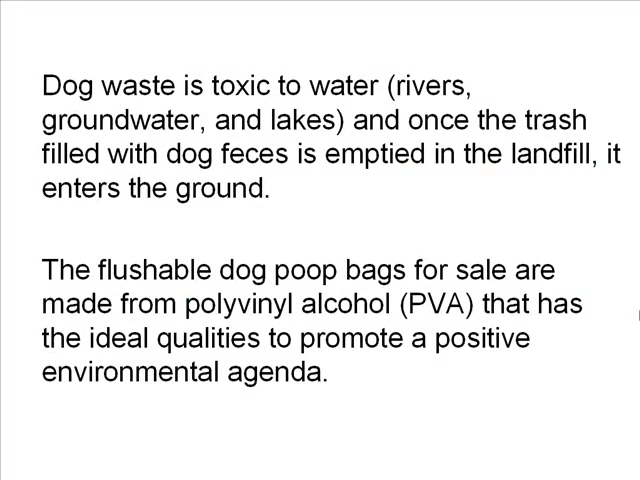 Dog waste is toxic to water (rivers,
groundwater, and lakes) and once the trash
filled with dog feces is emptied in the landfill, it
enters the ground.
The flushable dog poop bags for sale are
made from polyvinyl alcohol (PVA) that has
the ideal qualities to promote a positive
environmental agenda.